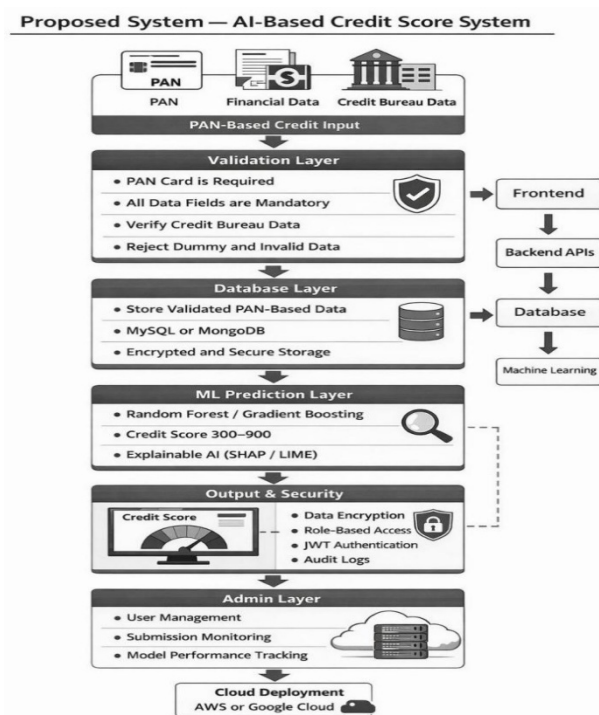 Proposed System — AI-Based Credit Score System
PAN
PAN
Financial Data
Credit Bureau Data
PAN-Based Credit Input
Validation Layer
• PAN Card is Required
• All Data Fields are Mandatory
• Verify Credit Bureau Data
• Reject Dummy and Invalid Data
Frontend
Backend APIs
Database
Machine Learning
Database Layer
• Store Validated PAN-Based Data
• MySQL or MongoDB
• Encrypted and Secure Storage
ML Prediction Layer
• Random Forest / Gradient Boosting
• Credit Score 300–900
• Explainable AI (SHAP / LIME)
Output & Security
Credit Score
• Data Encryption
• Role-Based Access
• JWT Authentication
• Audit Logs
Admin Layer
• User Management
• Submission Monitoring
• Model Performance Tracking
Cloud Deployment
AWS or Google Cloud